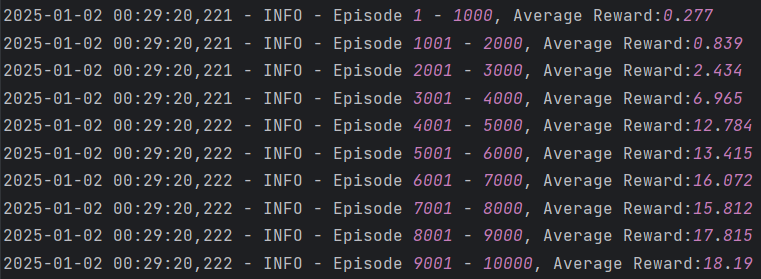 2025-01-02 00:29:20,221 - INFO - Episode 1 - 1000, Average Reward:0.277
2025-01-02 00:29:20,221 - INFO - Episode 1001 - 2000, Average Reward:0.839
2025-01-02 00:29:20,221 - INFO - Episode 2001 - 3000, Average Reward:2.434
2025-01-02 00:29:20,221 - INFO - Episode 3001 - 4000, Average Reward:6.965
2025-01-02 00:29:20,222 - INFO - Episode 4001 - 5000, Average Reward:12.784
2025-01-02 00:29:20,222 - INFO - Episode 5001 - 6000, Average Reward:13.415
2025-01-02 00:29:20,222 - INFO - Episode 6001 - 7000, Average Reward:16.072
2025-01-02 00:29:20,222 - INFO - Episode 7001 - 8000, Average Reward:15.812
2025-01-02 00:29:20,222 - INFO - Episode 8001 - 9000, Average Reward:17.815
2025-01-02 00:29:20,222 - INFO - Episode 9001 - 10000, Average Reward:18.19